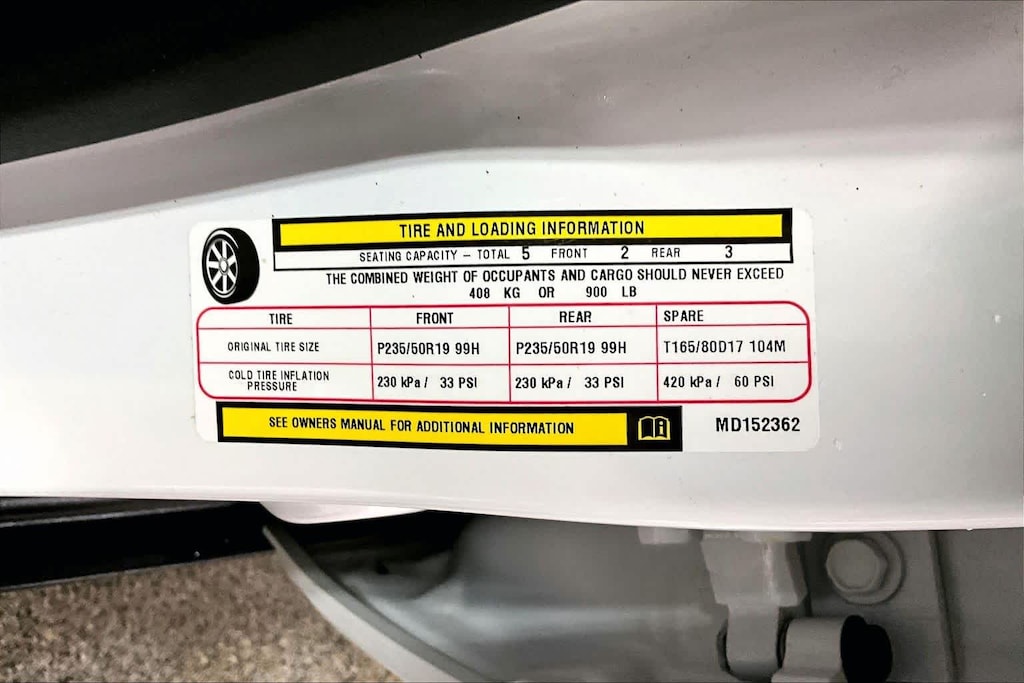 TIRE AND LOADING INFORMATION
SEATING CAPACITY – TOTAL 5 FRONT 2 REAR 3
THE COMBINED WEIGHT OF OCCUPANTS AND CARGO SHOULD NEVER EXCEED
408 KG OR 900 LB
TIRE FRONT REAR SPARE
ORIGINAL TIRE SIZE P235/50R19 99H P235/50R19 99H T165/80D17 104M
COLD TIRE INFLATION PRESSURE 230 kPa / 33 PSI 230 kPa / 33 PSI 420 kPa / 60 PSI
SEE OWNERS MANUAL FOR ADDITIONAL INFORMATION MD152362